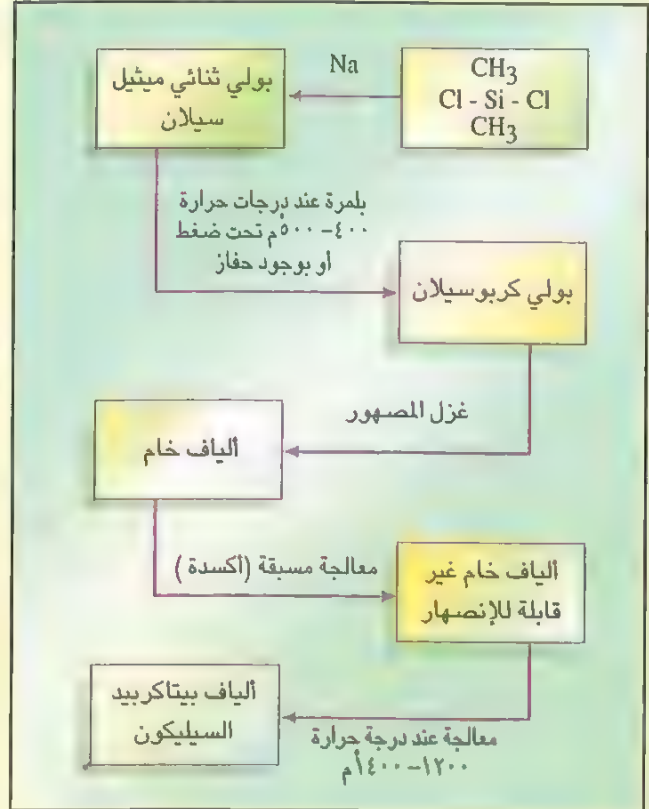 CH3
Cl - Si - Cl
CH3
Na
بولي ثنائي ميثيل
سيلان
بلمرة عند درجات حرارة
٤٠٠-٥٠٠°م تحت ضغط
أو بوجود حفاز
بولي كربوسيلان
غزل المصهور
ألياف خام
معالجة مسبقة (أكسدة)
ألياف خام غير
قابلة للإنصهار
معالجة عند درجة حرارة
١٢٠٠-١٤٠٠°م
ألياف بيتاكربيد
السيليكون